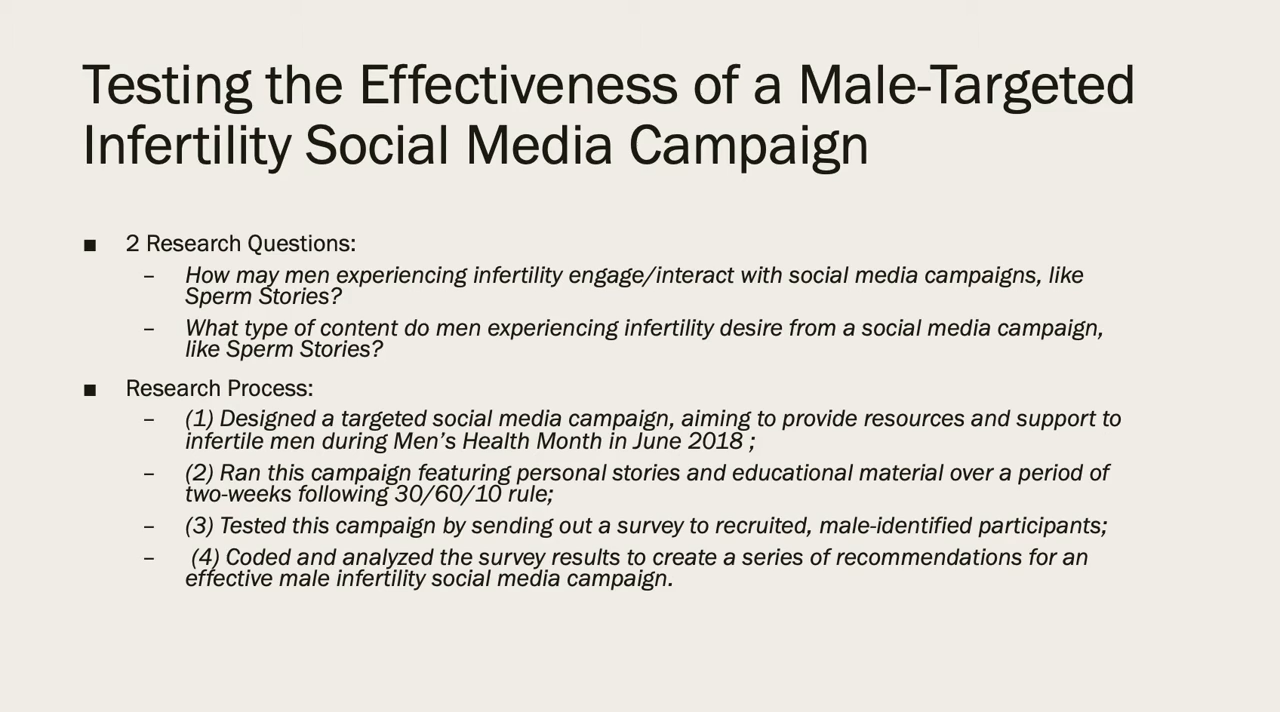 Testing the Effectiveness of a Male-Targeted
Infertility Social Media Campaign
■ 2 Research Questions:
– How may men experiencing infertility engage/interact with social media campaigns, like
Sperm Stories?
– What type of content do men experiencing infertility desire from a social media campaign,
like Sperm Stories?
■ Research Process:
– (1) Designed a targeted social media campaign, aiming to provide resources and support to
infertile men during Men’s Health Month in June 2018 ;
– (2) Ran this campaign featuring personal stories and educational material over a period of
two-weeks following 30/60/10 rule;
– (3) Tested this campaign by sending out a survey to recruited, male-identified participants;
– (4) Coded and analyzed the survey results to create a series of recommendations for an
effective male infertility social media campaign.